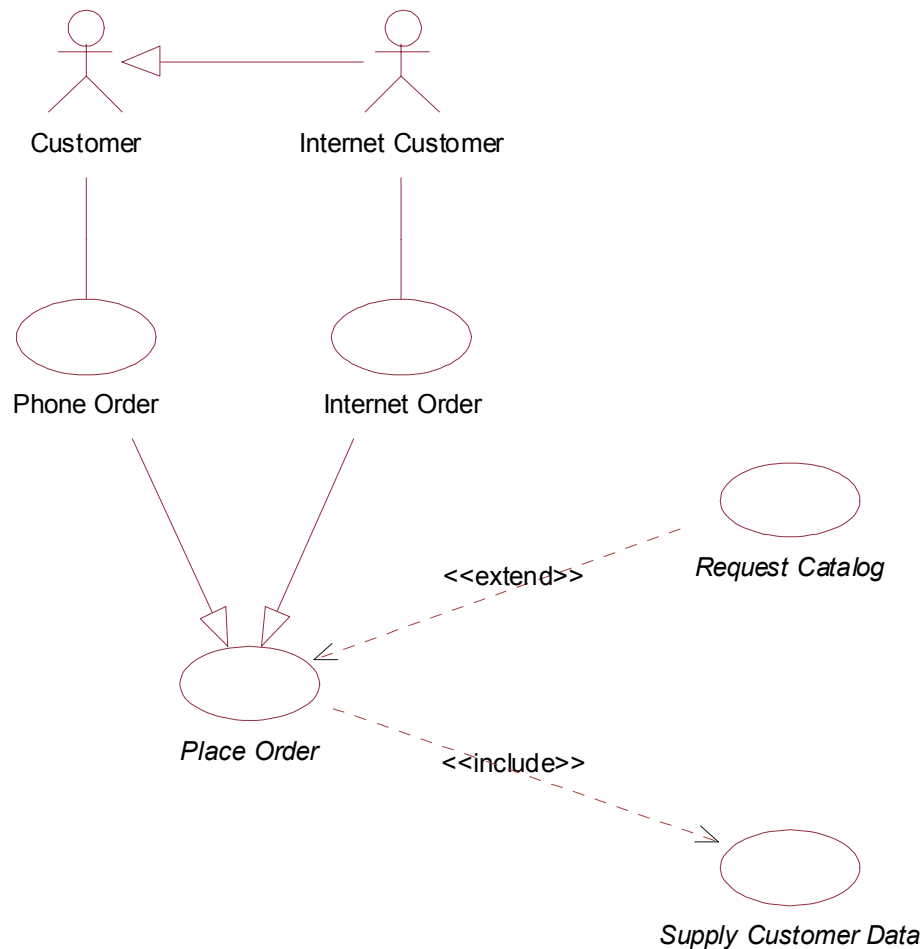 Customer
Internet Customer
Phone Order
Internet Order
Request Catalog
<<extend>>
Place Order
<<include>>
Supply Customer Data